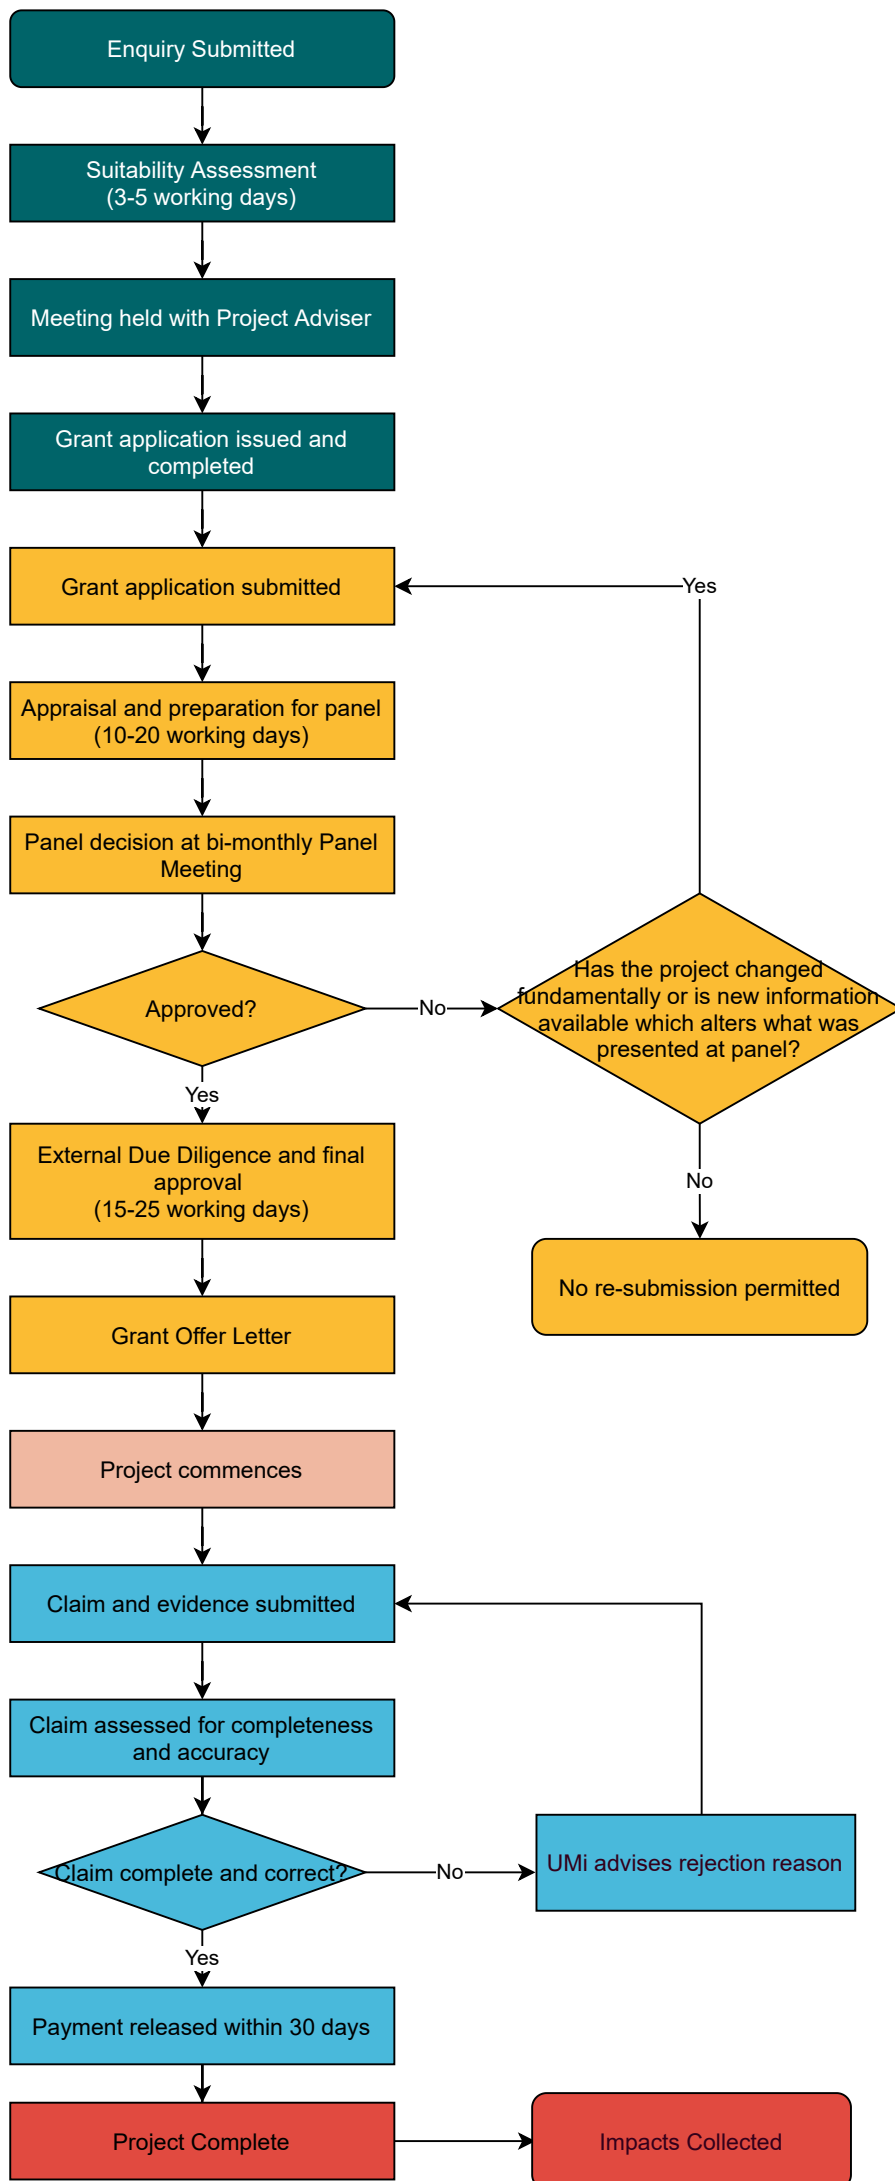 Enquiry Submitted
Suitability Assessment
(3-5 working days)
Meeting held with Project Adviser
Grant application issued and
completed
Grant application submitted
Yes
Appraisal and preparation for panel
(10-20 working days)
Panel decision at bi-monthly Panel
Meeting
Approved?
No
Has the project changed
fundamentally or is new information
available which alters what was
presented at panel?
Yes
External Due Diligence and final
approval
(15-25 working days)
No
No re-submission permitted
Grant Offer Letter
Project commences
Claim and evidence submitted
Claim assessed for completeness
and accuracy
Claim complete and correct?
No
UMi advises rejection reason
Yes
Payment released within 30 days
Project Complete
Impacts Collected